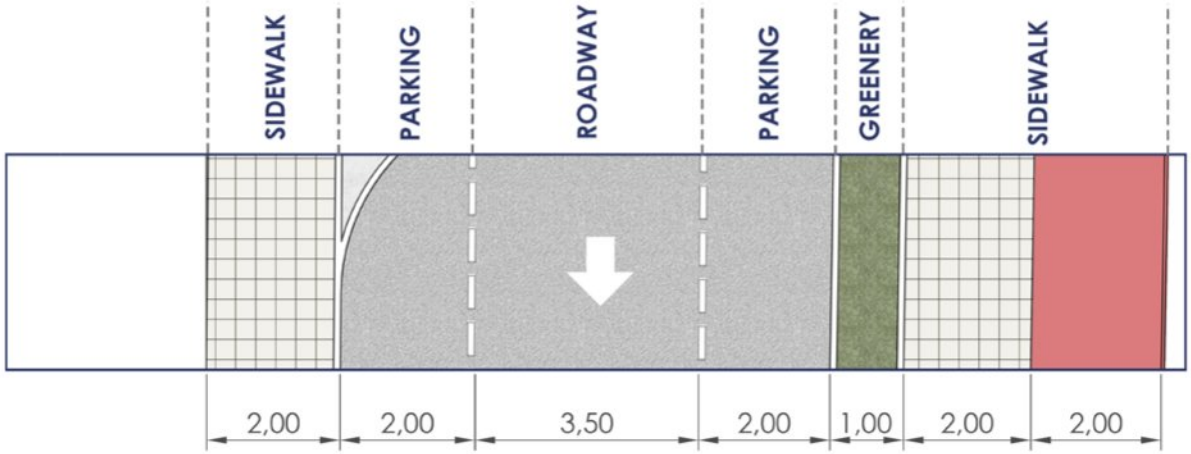 SIDEWALK
PARKING
ROADWAY
PARKING
GREENERY
SIDEWALK
2,00
2,00
3,50
2,00
1,00
2,00
2,00